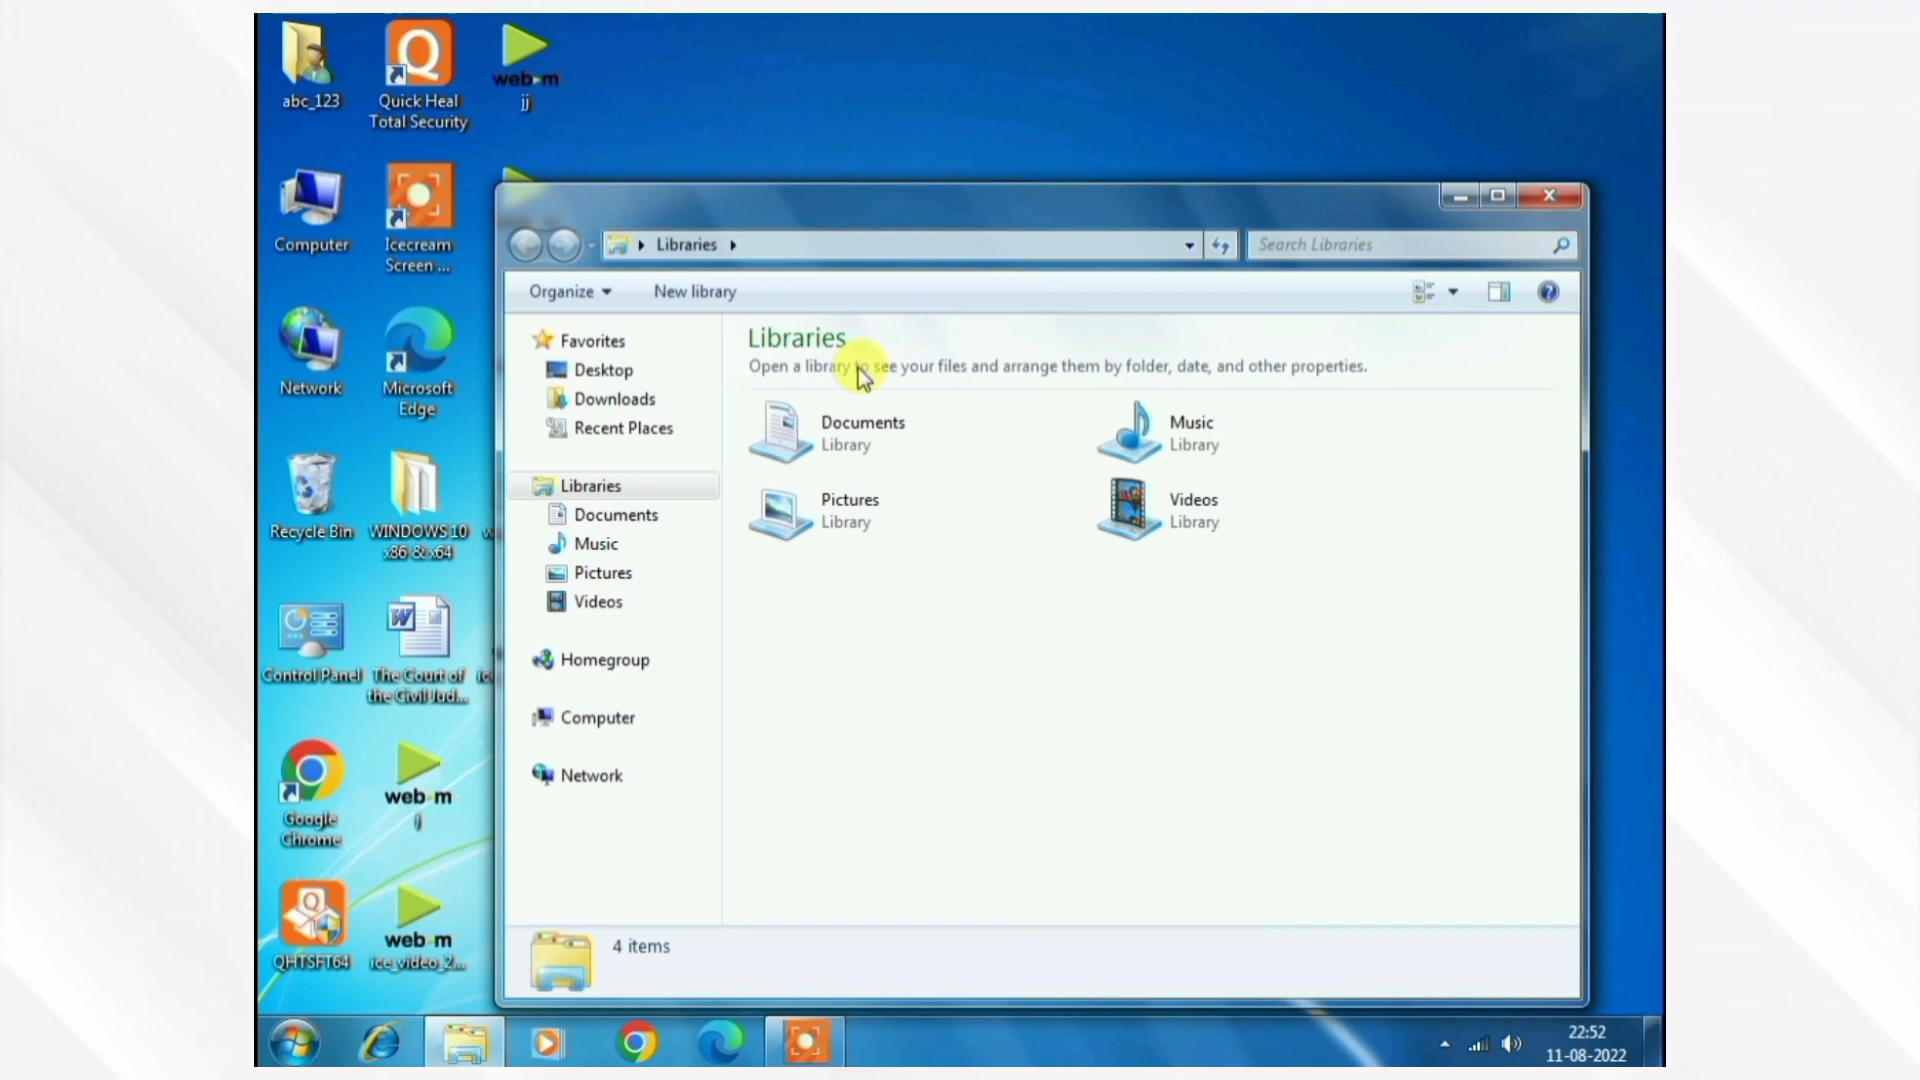 abc_123
Quick Heal
Total Security
web m
jj
Computer
Icecream
Screen ...
Network
Microsoft
Edge
Recycle Bin
WINDOWS 10
x86 & x64
Control Panel
The Court of
the Civil Jud...
Google
Chrome
web m
j
QHTSFT64
web m
ice_video_2...
Libraries
Search Libraries
Organize
New library
Favorites
Desktop
Downloads
Recent Places
Libraries
Documents
Music
Pictures
Videos
Homegroup
Computer
Network
Libraries
Open a library to see your files and arrange them by folder, date, and other properties.
Documents
Library
Music
Library
Pictures
Library
Videos
Library
4 items
22:52
11-08-2022